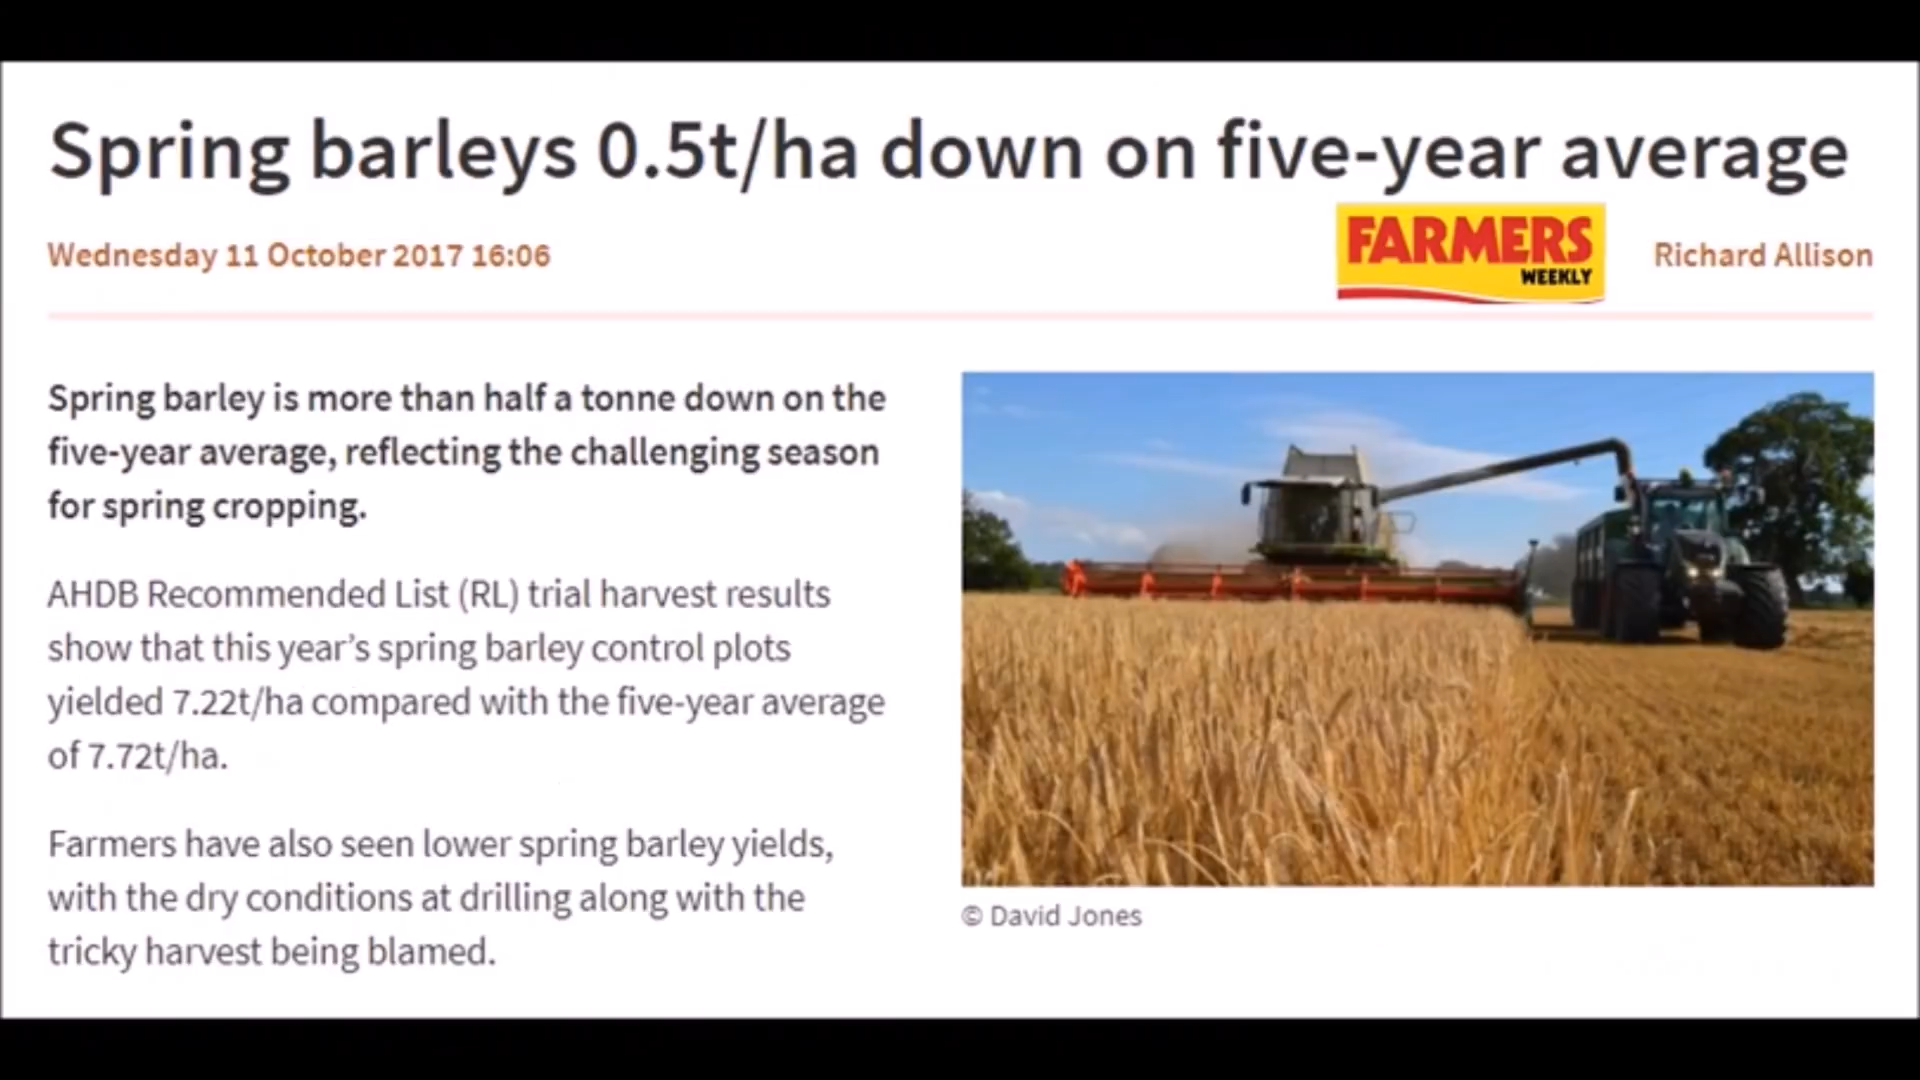 Spring barleys 0.5t/ha down on five-year average
Wednesday 11 October 2017 16:06
FARMERS
WEEKLY
Richard Allison
Spring barley is more than half a tonne down on the
five-year average, reflecting the challenging season
for spring cropping.
AHDB Recommended List (RL) trial harvest results
show that this year’s spring barley control plots
yielded 7.22t/ha compared with the five-year average
of 7.72t/ha.
Farmers have also seen lower spring barley yields,
with the dry conditions at drilling along with the
tricky harvest being blamed.
© David Jones